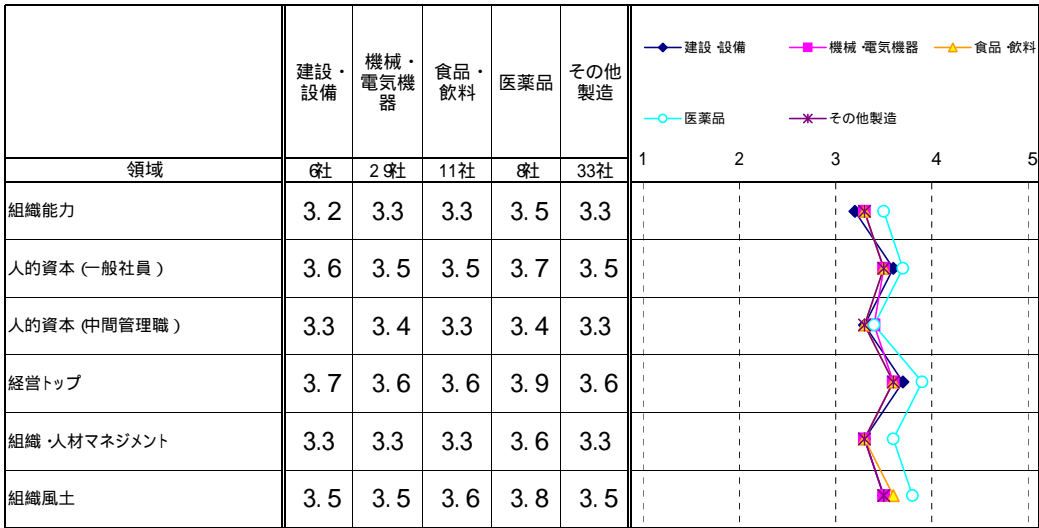 建設・設備
機械・電気機器
食品・飲料
医薬品
その他製造
領域 6社 29社 11社 8社 33社
組織能力 3.2 3.3 3.3 3.5 3.3
人的資本(一般社員) 3.6 3.5 3.5 3.7 3.5
人的資本(中間管理職) 3.3 3.4 3.3 3.4 3.3
経営トップ 3.7 3.6 3.6 3.9 3.6
組織・人材マネジメント 3.3 3.3 3.3 3.6 3.3
組織風土 3.5 3.5 3.6 3.8 3.5
建設・設備 機械・電気機器 食品・飲料
医薬品 その他製造
1 2 3 4 5